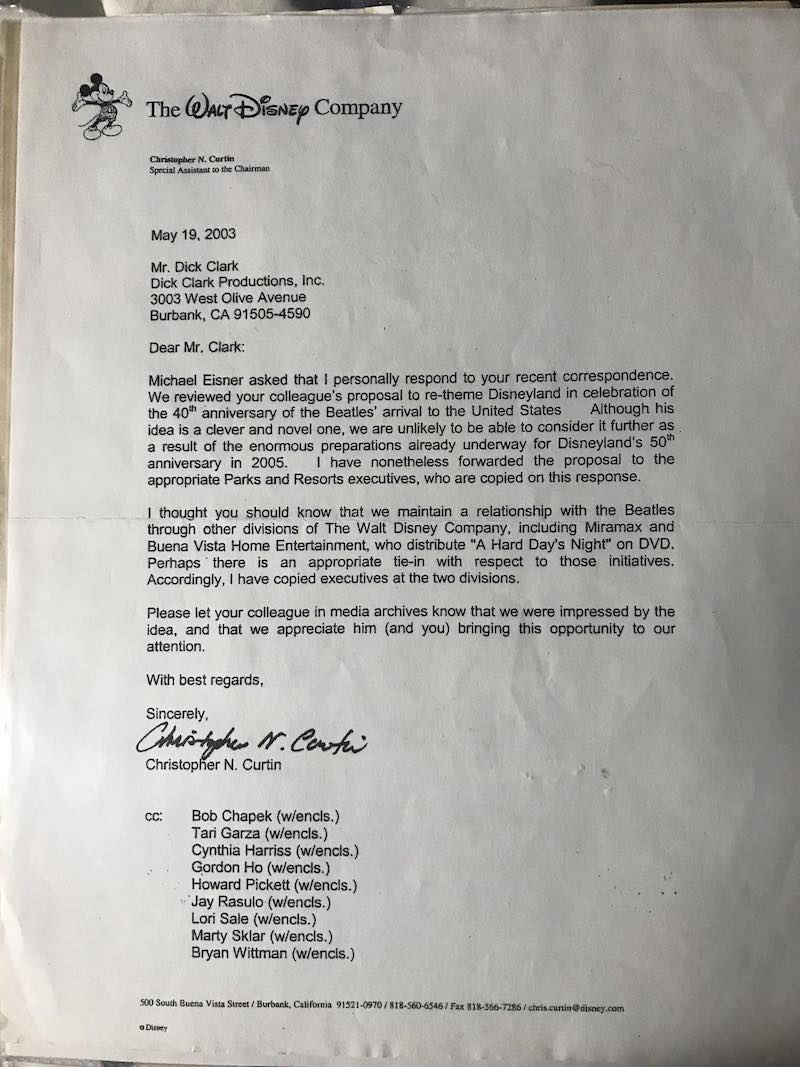 The Walt Disney Company
Christopher N. Curtin
Special Assistant to the Chairman
May 19, 2003
Mr. Dick Clark
Dick Clark Productions, Inc.
3003 West Olive Avenue
Burbank, CA 91505-4590
Dear Mr. Clark:
Michael Eisner asked that I personally respond to your recent correspondence.
We reviewed your colleague's proposal to re-theme Disneyland in celebration of
the 40th anniversary of the Beatles' arrival to the United States Although his
idea is a clever and novel one, we are unlikely to be able to consider it further as
a result of the enormous preparations already underway for Disneyland's 50th
anniversary in 2005. I have nonetheless forwarded the proposal to the
appropriate Parks and Resorts executives, who are copied on this response.
I thought you should know that we maintain a relationship with the Beatles
through other divisions of The Walt Disney Company, including Miramax and
Buena Vista Home Entertainment, who distribute "A Hard Day's Night" on DVD.
Perhaps there is an appropriate tie-in with respect to those initiatives.
Accordingly, I have copied executives at the two divisions.
Please let your colleague in media archives know that we were impressed by the
idea, and that we appreciate him (and you) bringing this opportunity to our
attention.
With best regards,
Sincerely,
Christopher N. Curtin
Christopher N. Curtin
cc: Bob Chapek (w/encls.)
Tari Garza (w/encls.)
Cynthia Harriss (w/encls.)
Gordon Ho (w/encls.)
Howard Pickett (w/encls.)
Jay Rasulo (w/encls.)
Lori Sale (w/encls.)
Marty Sklar (w/encls.)
Bryan Wittman (w/encls.)
500 South Buena Vista Street / Burbank, California 91521-0970 / 818-560-6546 / Fax 818-566-7286 / chris.curtin@disney.com
© Disney